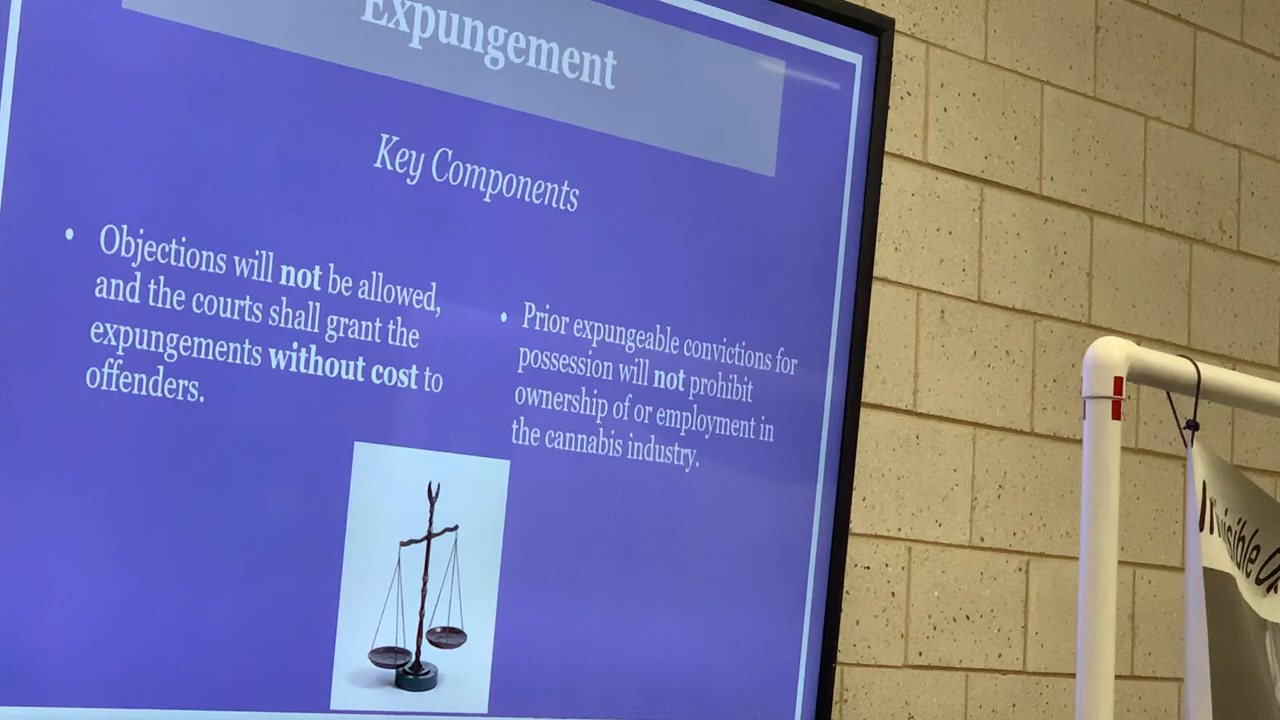 Expungement
Key Components
• Objections will not be allowed,
and the courts shall grant the
expungements without cost to
offenders.
• Prior expungeable convictions for
possession will not prohibit
ownership of or employment in
the cannabis industry.